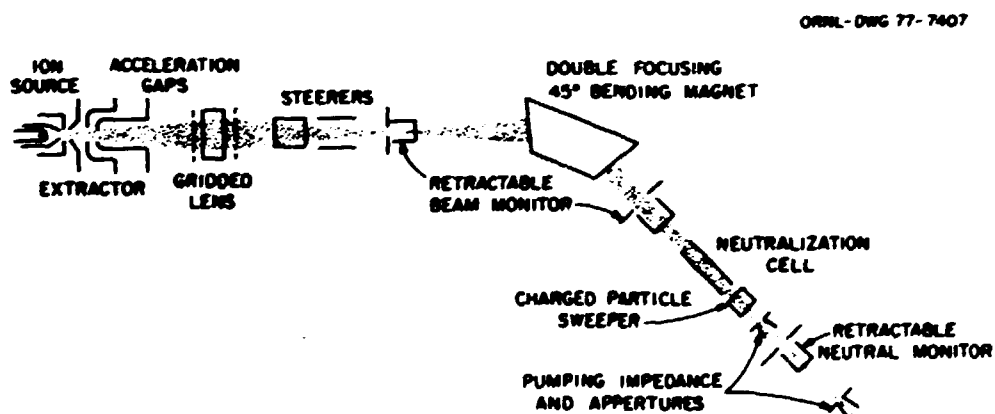 ORNL-DWG 77-7407
ION
SOURCE
ACCELERATION
GAPS
EXTRACTOR
GRIDDED
LENS
STEERERS
RETRACTABLE
BEAM MONITOR
DOUBLE FOCUSING
45° BENDING MAGNET
NEUTRALIZATION
CELL
CHARGED PARTICLE
SWEEPER
RETRACTABLE
NEUTRAL MONITOR
PUMPING IMPEDANCE
AND APPERTURES